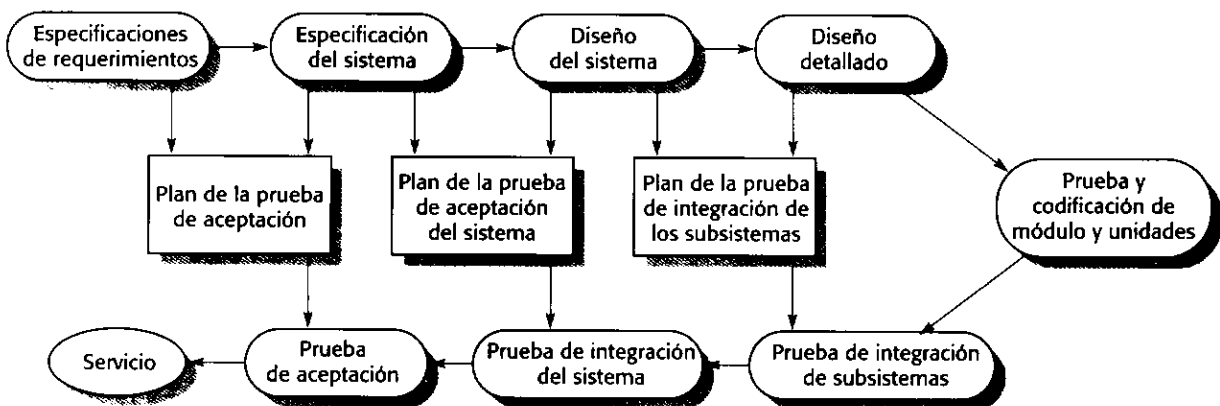 Especificaciones
de requerimientos
Especificación
del sistema
Diseño
del sistema
Diseño
detallado
Plan de la prueba
de aceptación
Plan de la prueba
de aceptación
del sistema
Plan de la prueba
de integración de
los subsistemas
Prueba y
codificación de
módulo y unidades
Servicio
Prueba
de aceptación
Prueba de integración
del sistema
Prueba de integración
de subsistemas